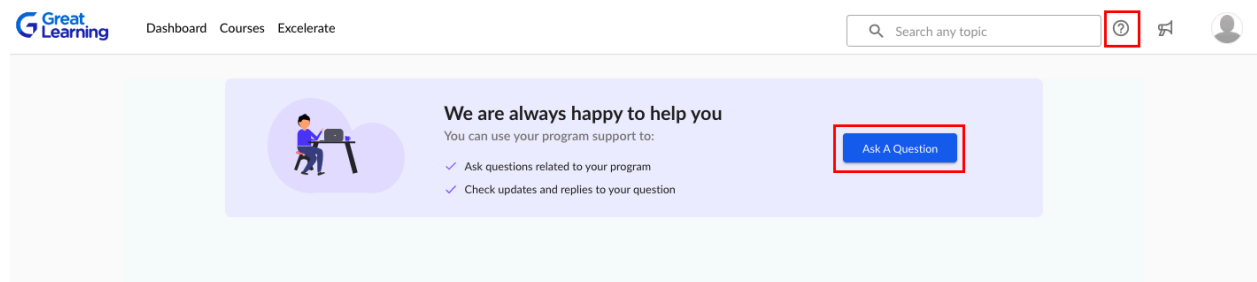 Great
Learning
Dashboard Courses Excelerate
Search any topic
We are always happy to help you
You can use your program support to:
Ask questions related to your program
Check updates and replies to your question
Ask A Question